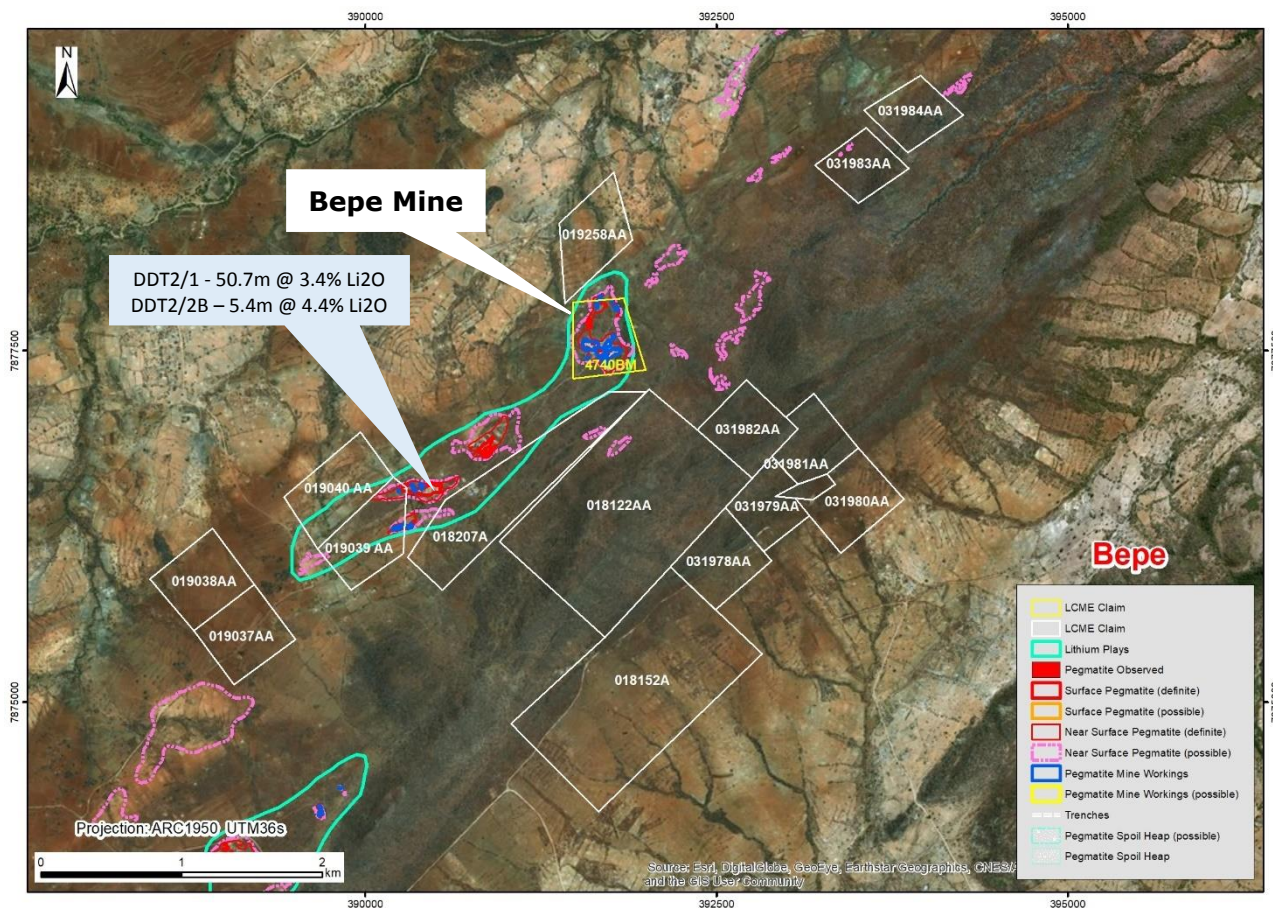 390000
392500
395000
N
031984AA
031983AA
Bepe Mine
019258AA
DDT2/1 - 50.7m @ 3.4% Li2O
DDT2/2B – 5.4m @ 4.4% Li2O
7877500
7877500
4740BM
031982AA
031981AA
019040 AA
018122AA
031979AA
031980AA
019039 AA
018207A
031978AA
Bepe
019038AA
019037AA
018152A
7875000
7875000
LCME Claim
LCME Claim
Lithium Plays
Pegmatite Observed
Surface Pegmatite (definite)
Surface Pegmatite (possible)
Near Surface Pegmatite (definite)
Near Surface Pegmatite (possible)
Pegmatite Mine Workings
Pegmatite Mine Workings (possible)
Trenches
Pegmatite Spoil Heap (possible)
Pegmatite Spoil Heap
Projection: ARC1950_UTM36s
0 1 2
km
Source: Esri, DigitalGlobe, GeoEye, Earthstar Geographics, CNES/
and the GIS User Community
390000
392500
395000